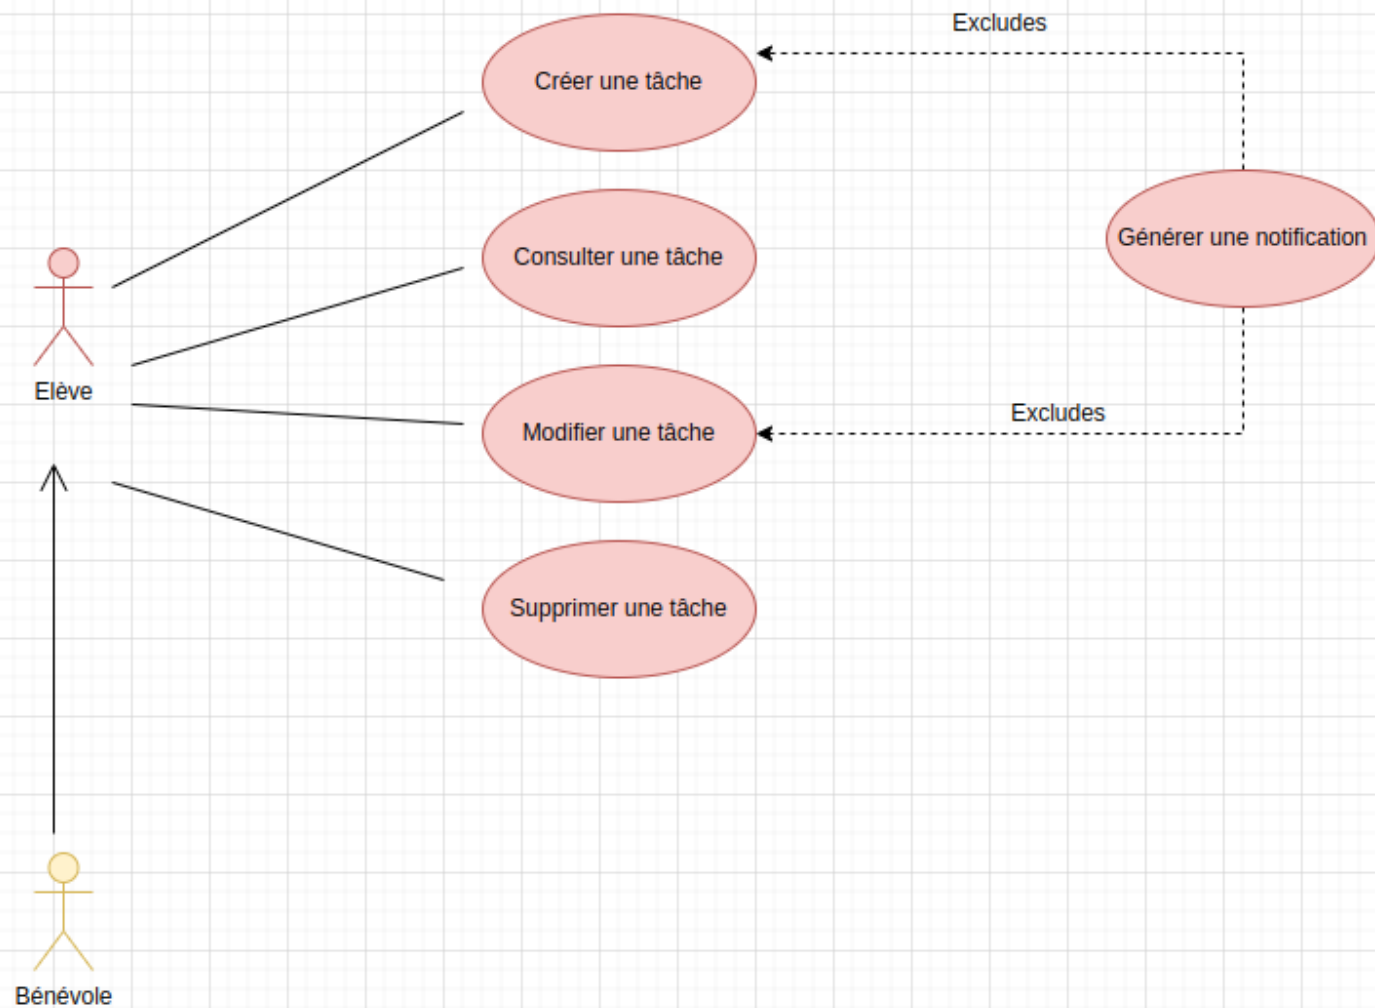 Excludes
Créer une tâche
Générer une notification
Consulter une tâche
Elève
Excludes
Modifier une tâche
Supprimer une tâche
Bénévole